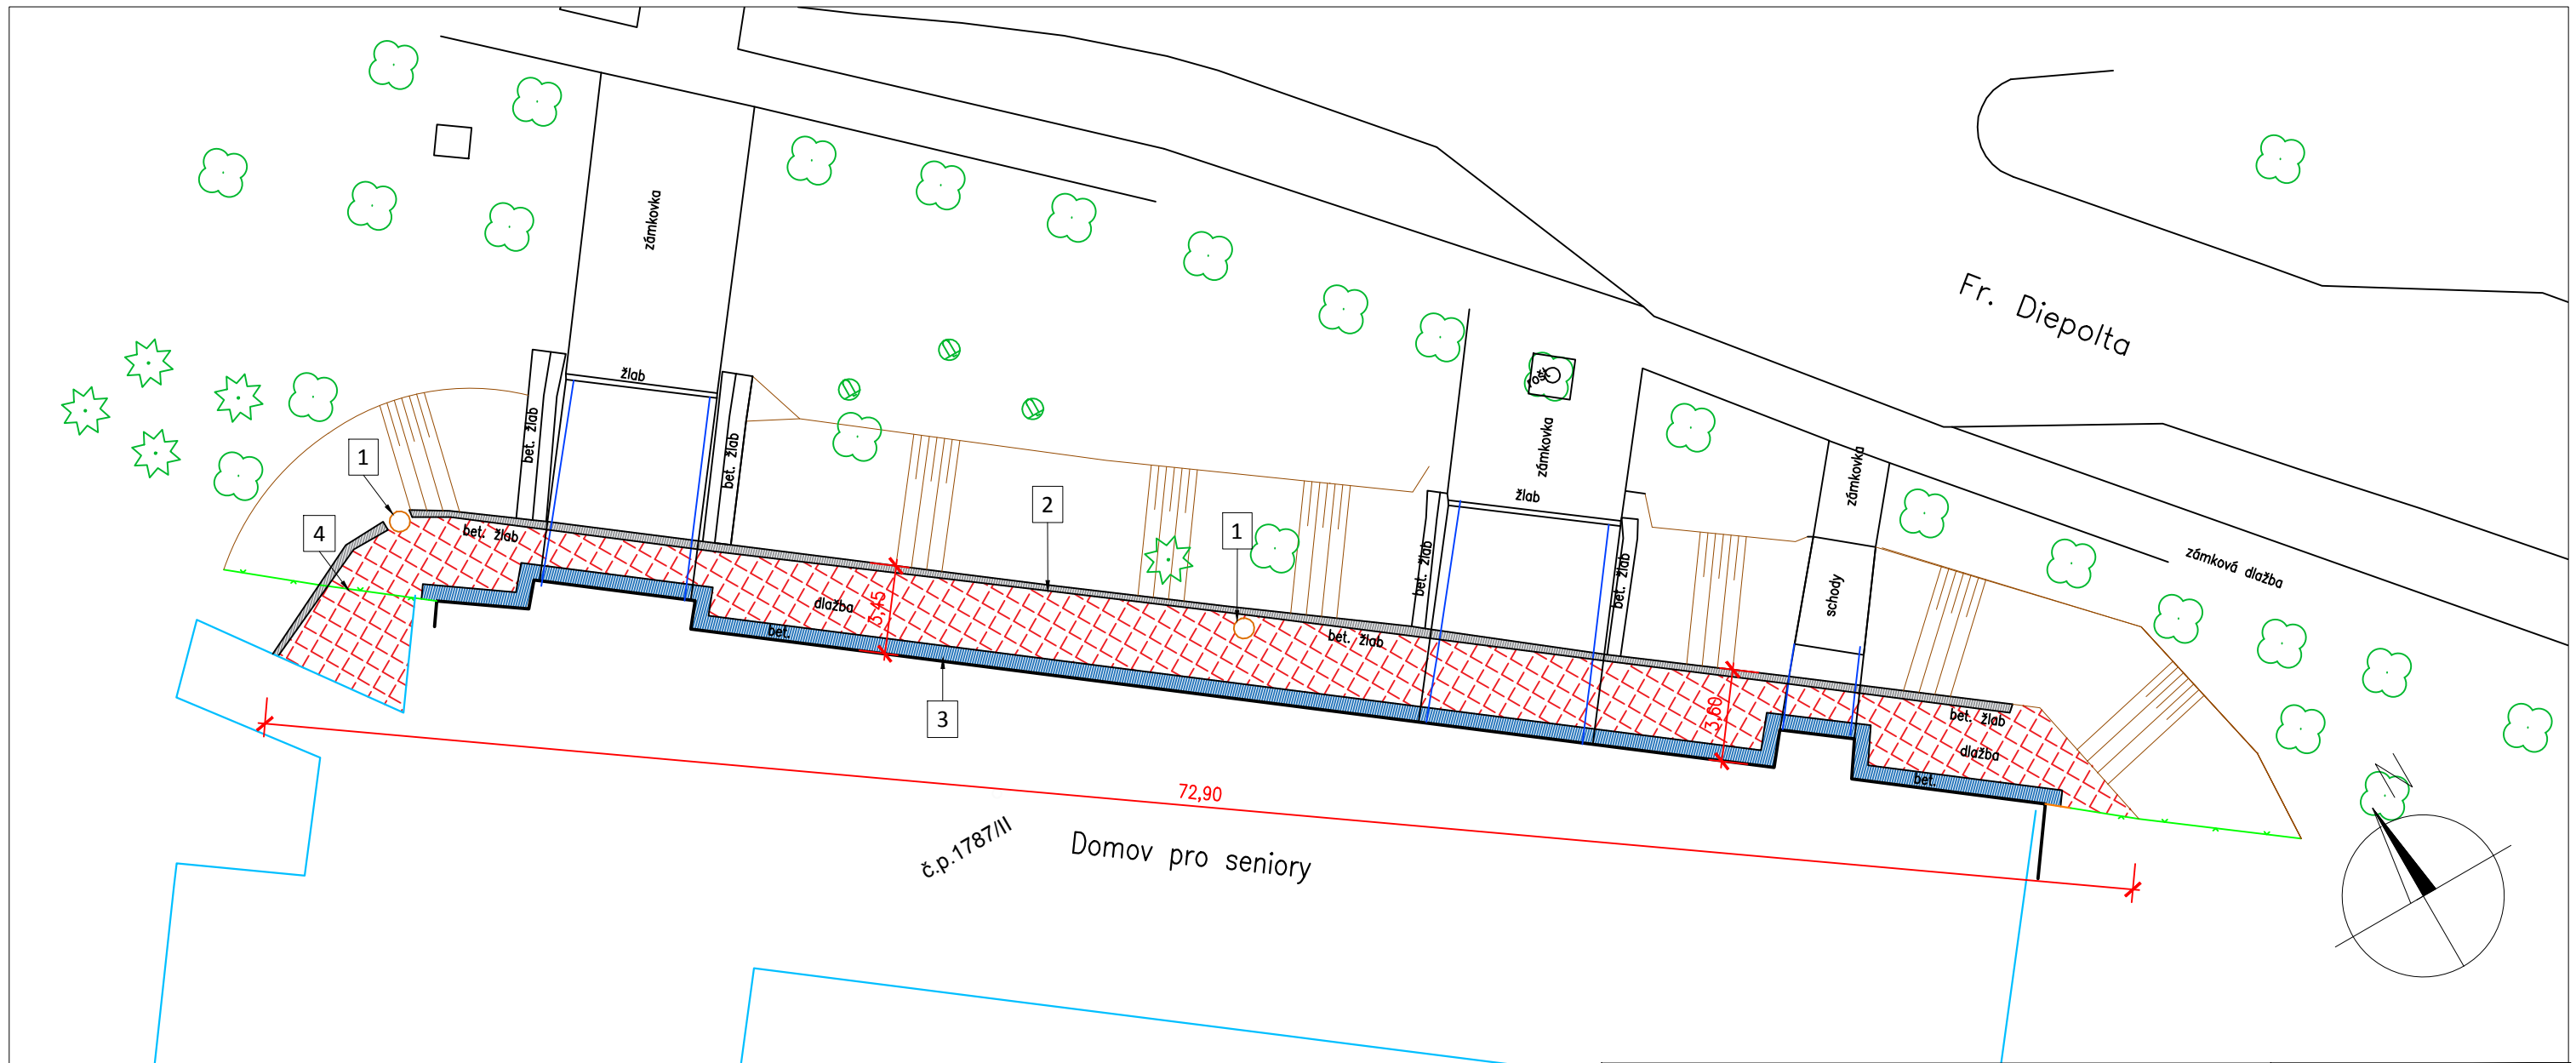 zámkovka
Fr. Diepolta
žlab
rošt
bet. žlab
bet. žlab
zámkovka
zámkovka
1
žlab
2
1
4
bet. žlab
bet. žlab
bet. žlab
zámková dlažba
schody
dlažba
5,45
bet.
bet. žlab
3
3,60
bet. žlab
dlažba
bet.
72,90
č.p.1787/II
Domov pro seniory
N